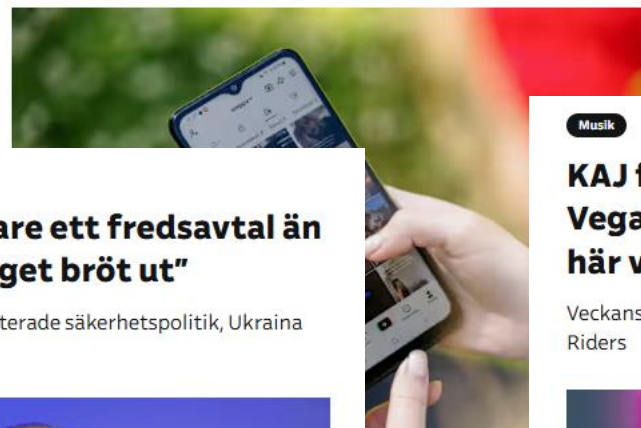 are ett fredsavtal än
get bröt ut”
terade säkerhetspolitik, Ukraina
Musik
KAJ f
Vega
här v
Veckans
Riders